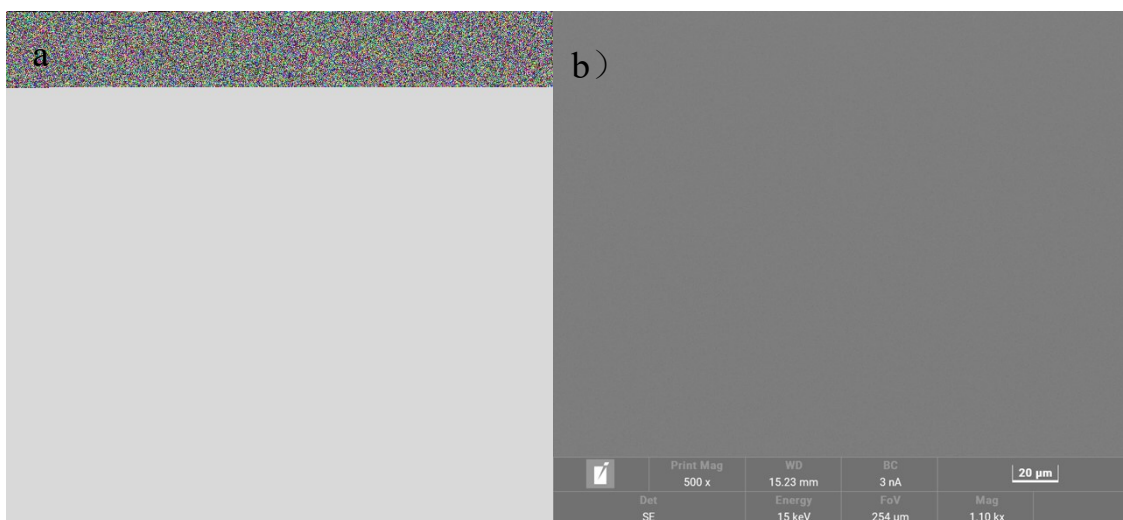 a
b）
Print Mag WD BC
500 x 15.23 mm 3 nA 20 µm
Det Energy FoV Mag
SE 15 keV 254 µm 1.10 kx